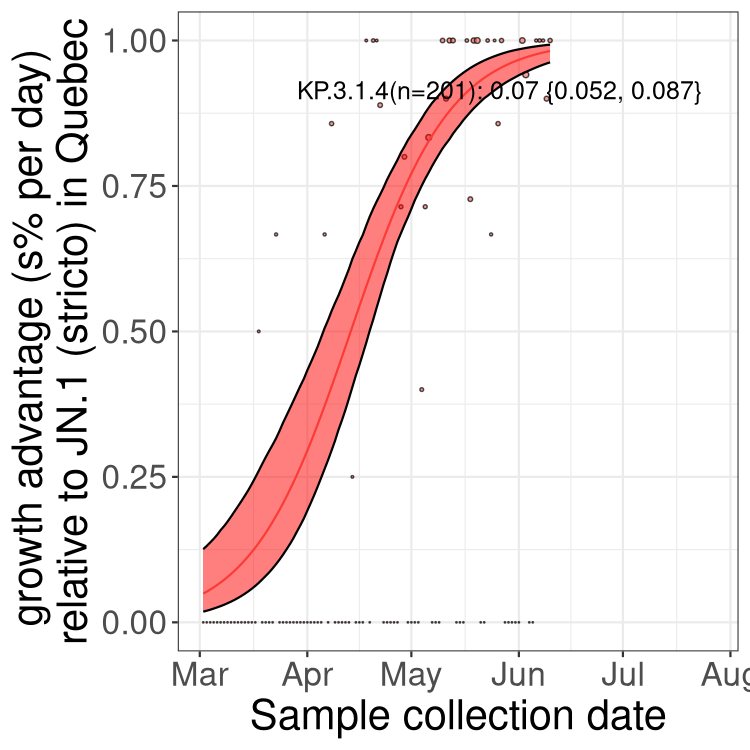 growth advantage (s% per day)
relative to JN.1 (stricto) in Quebec
1.00
0.75
0.50
0.25
0.00
KP.3.1.4(n=201): 0.07 {0.052, 0.087}
Mar Apr May Jun Jul Aug
Sample collection date